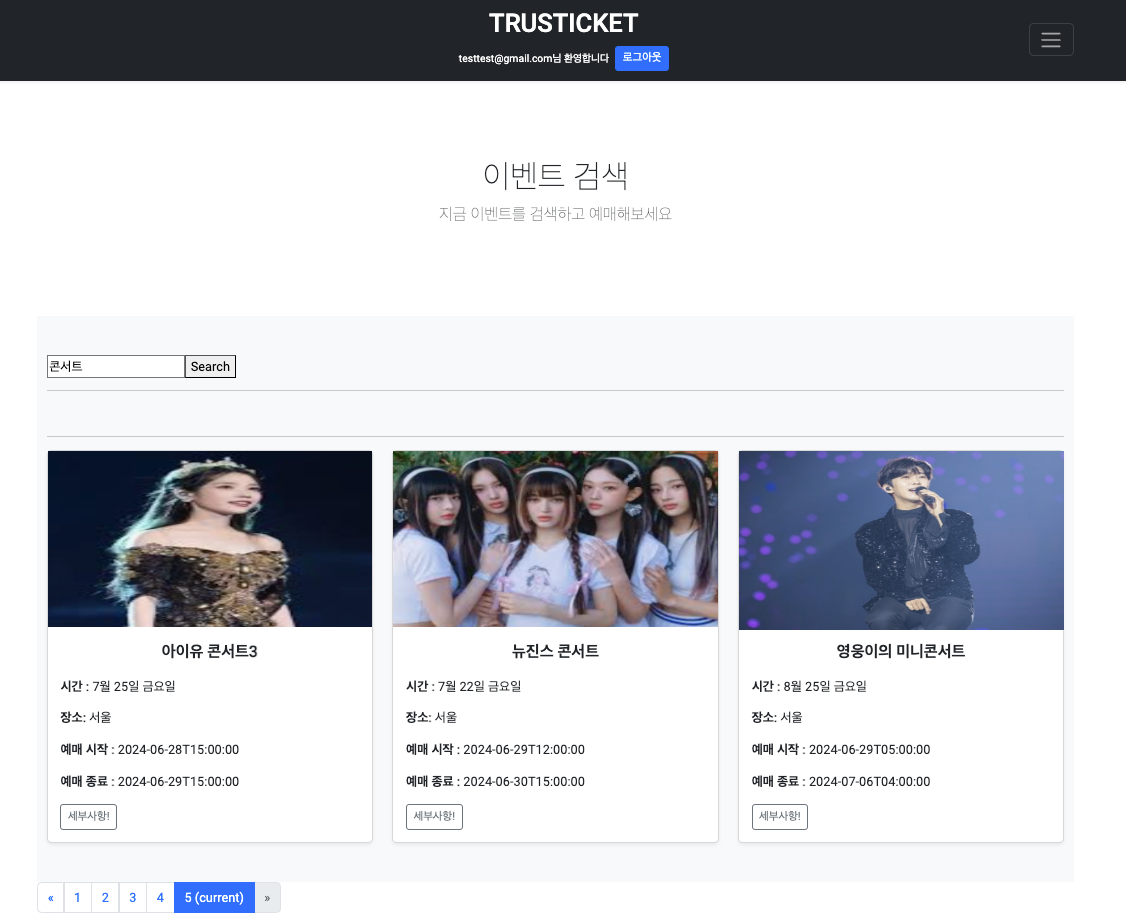 TRUSTICKET
testtest@gmail.com님 환영합니다 로그아웃
이벤트 검색
지금 이벤트를 검색하고 예매해보세요
콘서트 Search
아이유 콘서트3
시간 : 7월 25일 금요일
장소: 서울
예매 시작 : 2024-06-28T15:00:00
예매 종료 : 2024-06-29T15:00:00
세부사항!
뉴진스 콘서트
시간 : 7월 22일 금요일
장소: 서울
예매 시작 : 2024-06-29T12:00:00
예매 종료 : 2024-06-30T15:00:00
세부사항!
영웅이의 미니콘서트
시간 : 8월 25일 금요일
장소: 서울
예매 시작 : 2024-06-29T05:00:00
예매 종료 : 2024-07-06T04:00:00
세부사항!
« 1 2 3 4 5 (current) »